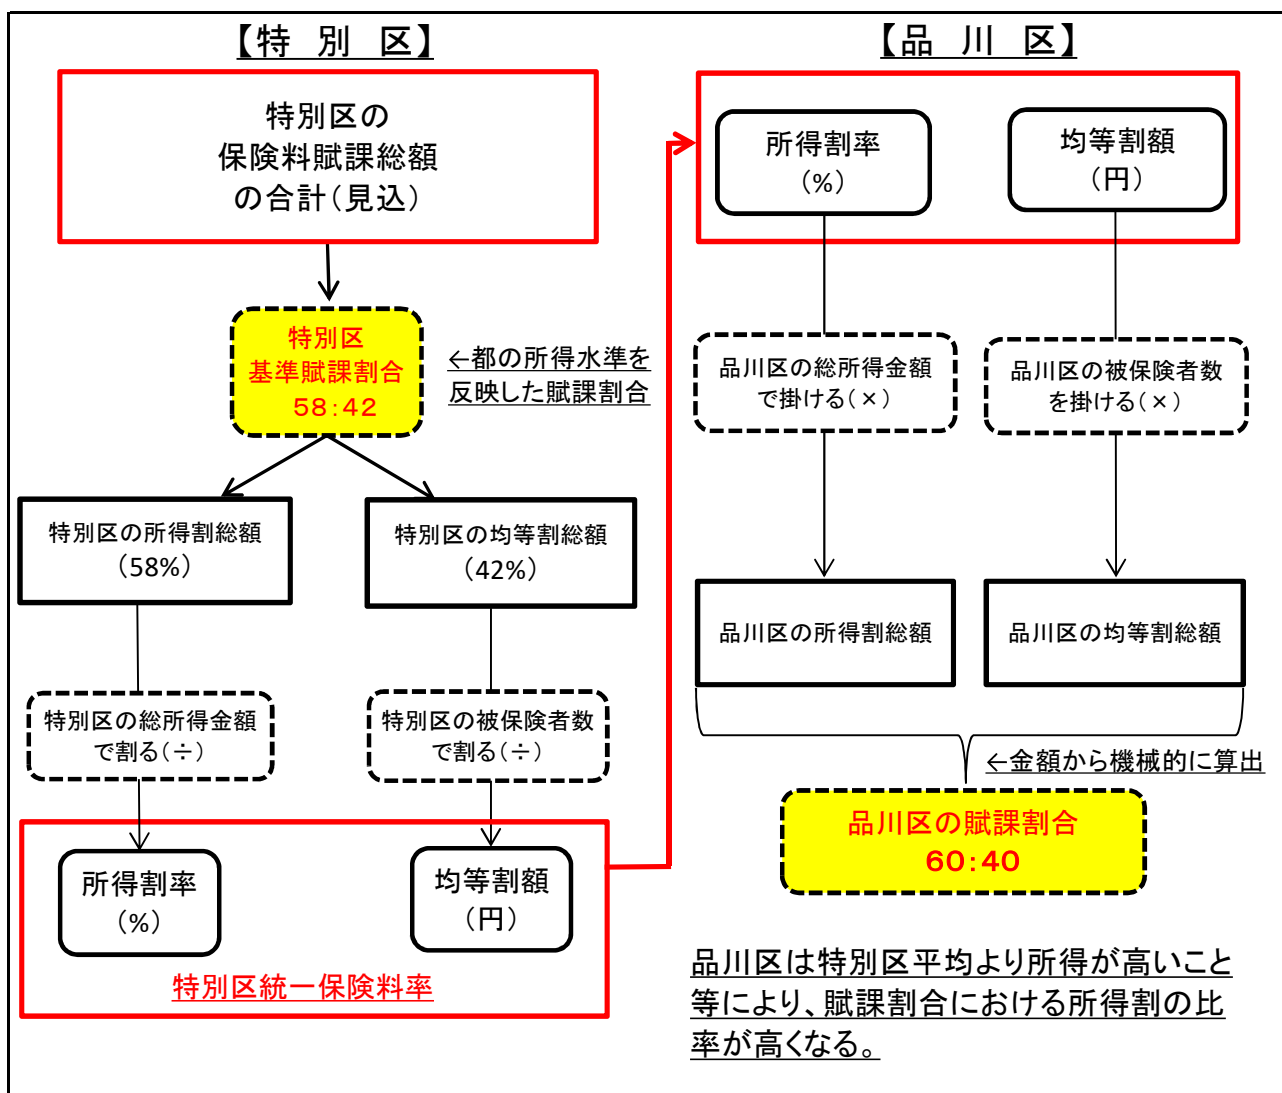 【特 別 区】
特別区の
保険料賦課総額
の合計（見込）
特別区
基準賦課割合
58：42
←都の所得水準を
反映した賦課割合
特別区の所得割総額
（58%）
特別区の均等割総額
（42%）
特別区の総所得金額
で割る（÷）
特別区の被保険者数
で割る（÷）
所得割率
（%）
均等割額
（円）
特別区統一保険料率
【品 川 区】
所得割率
（%）
均等割額
（円）
品川区の総所得金額
で掛ける（×）
品川区の被保険者数
を掛ける（×）
品川区の所得割総額
品川区の均等割総額
←金額から機械的に算出
品川区の賦課割合
60：40
品川区は特別区平均より所得が高いこと
等により、賦課割合における所得割の比
率が高くなる。